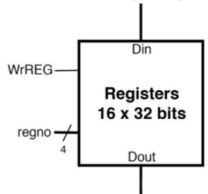 Din
WrREG
Registers
16 x 32 bits
regno
4
Dout